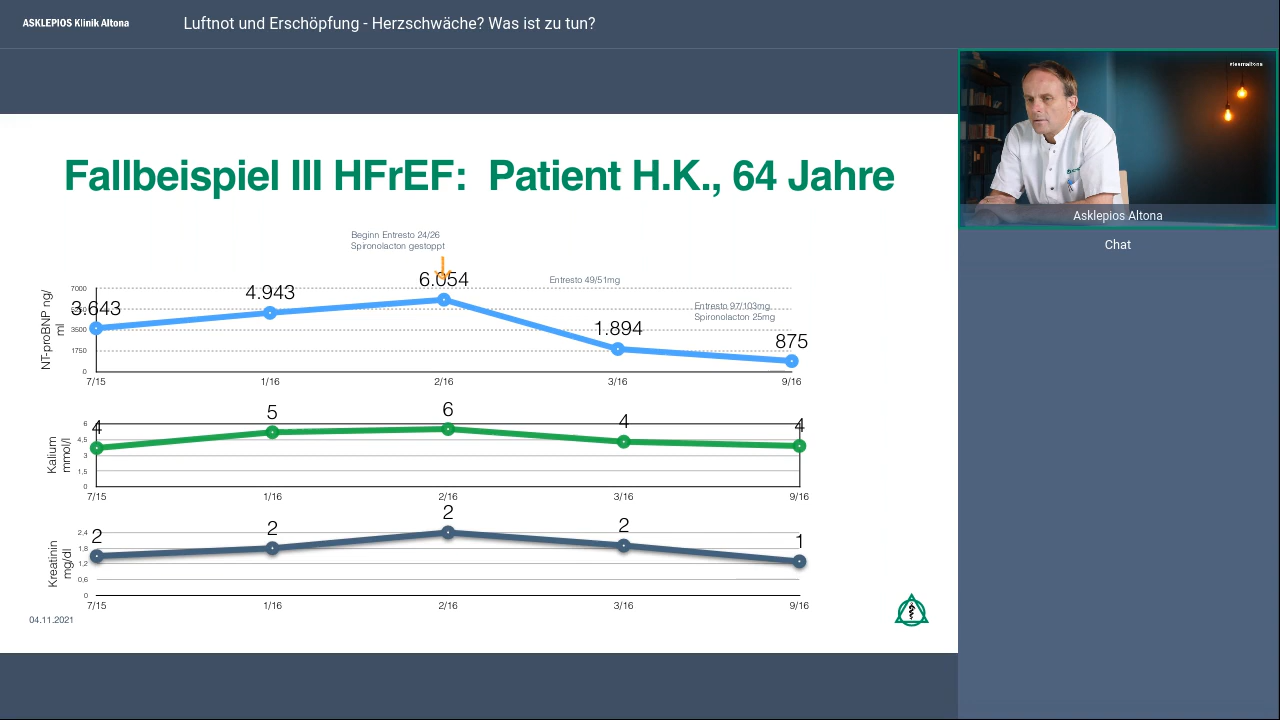 ASKLEPIOS Klinik Altona
Luftnot und Erschöpfung - Herzschwäche? Was ist zu tun?
#teamaltona
Asklepios Altona
Chat
Fallbeispiel III HFrEF: Patient H.K., 64 Jahre
Beginn Entresto 24/26
Spironolacton gestoppt
Entresto 49/51mg
Entresto 97/103mg
Spironolacton 25mg
NT-proBNP ng/
ml
7000
3500
1750
0
3.643
4.943
6.054
1.894
875
7/15
1/16
2/16
3/16
9/16
Kalium
mmol/l
6
4,5
3
1,5
0
4
5
6
4
4
7/15
1/16
2/16
3/16
9/16
Kreatinin
mg/dl
2,4
1,8
1,2
0,6
0
2
2
2
2
1
7/15
1/16
2/16
3/16
9/16
04.11.2021